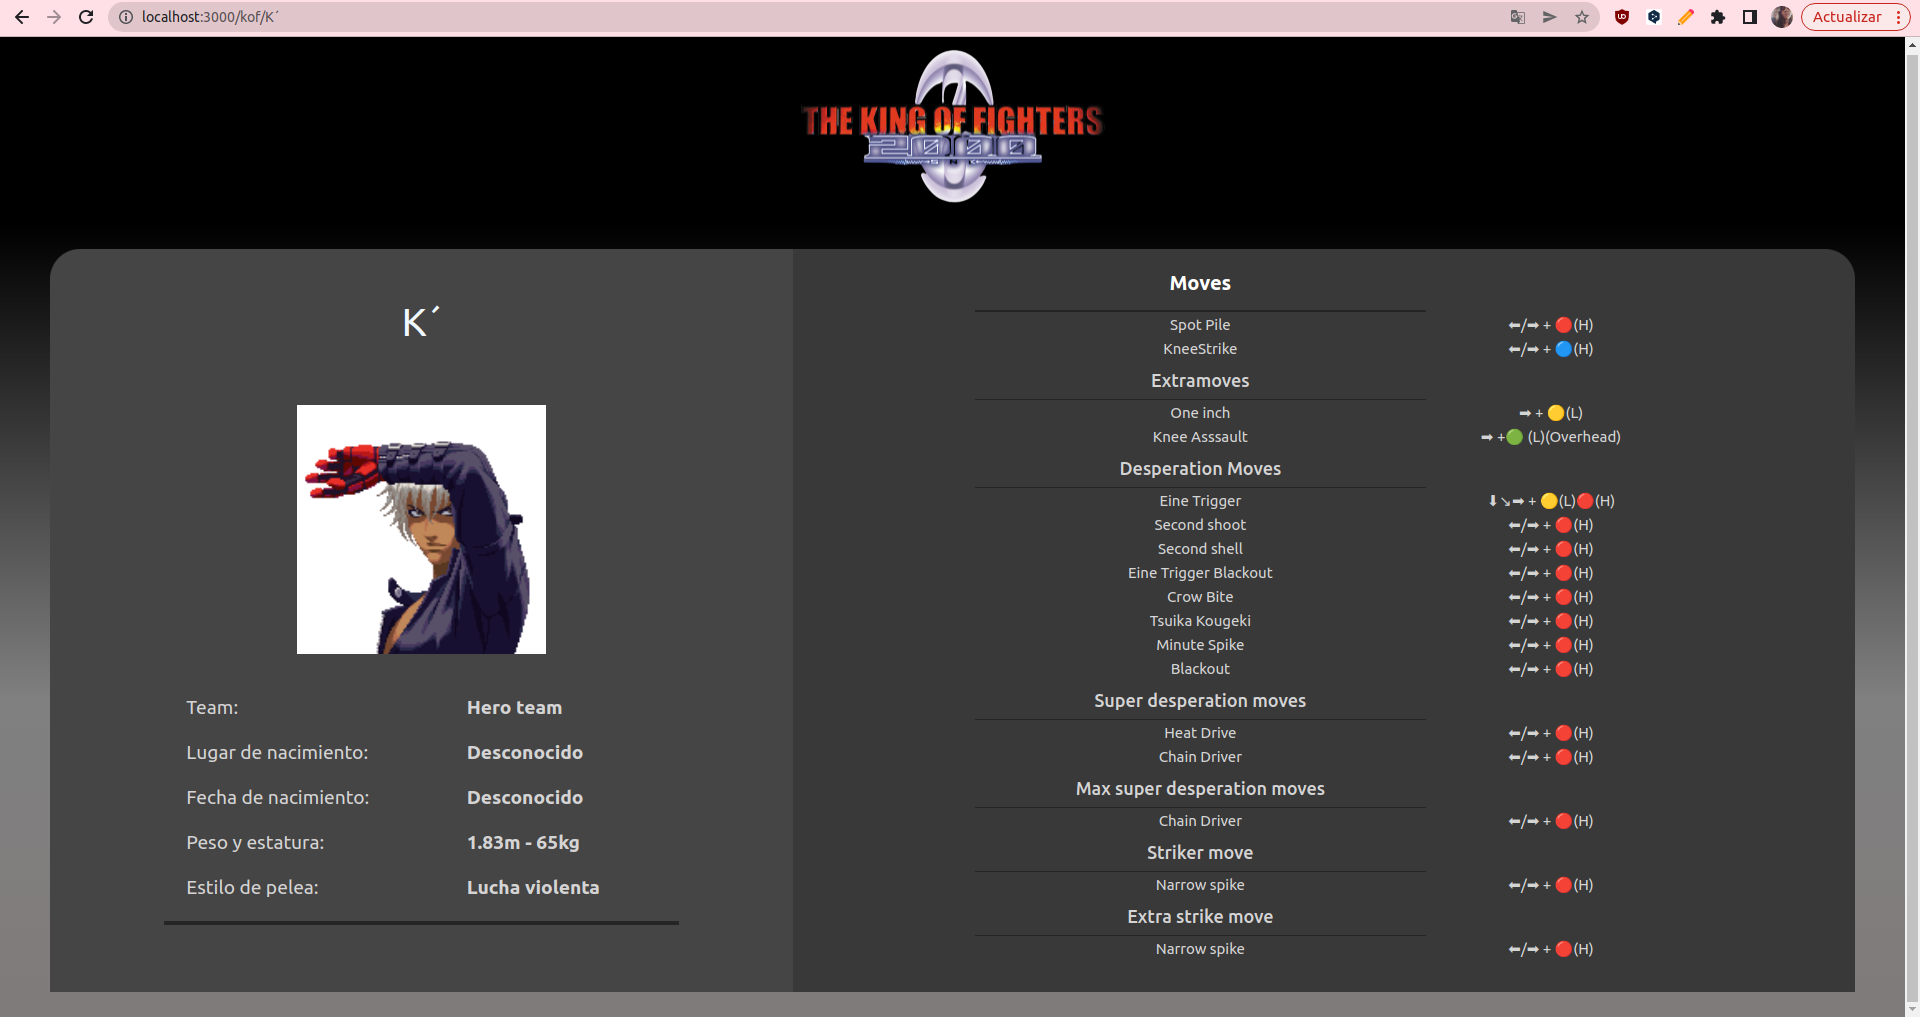 localhost:3000/kof/K´
Actualizar
THE KING OF FIGHTERS
2000
SNK
K´
Team: Hero team
Lugar de nacimiento: Desconocido
Fecha de nacimiento: Desconocido
Peso y estatura: 1.83m - 65kg
Estilo de pelea: Lucha violenta
Moves
Spot Pile ⬅/➡ + 🔴(H)
KneeStrike ⬅/➡ + 🔵(H)
Extramoves
One inch ➡ + 🟡(L)
Knee Asssault ➡ +🟢 (L)(Overhead)
Desperation Moves
Eine Trigger ⬇↘➡ + 🟡(L)🔴(H)
Second shoot ⬅/➡ + 🔴(H)
Second shell ⬅/➡ + 🔴(H)
Eine Trigger Blackout ⬅/➡ + 🔴(H)
Crow Bite ⬅/➡ + 🔴(H)
Tsuika Kougeki ⬅/➡ + 🔴(H)
Minute Spike ⬅/➡ + 🔴(H)
Blackout ⬅/➡ + 🔴(H)
Super desperation moves
Heat Drive ⬅/➡ + 🔴(H)
Chain Driver ⬅/➡ + 🔴(H)
Max super desperation moves
Chain Driver ⬅/➡ + 🔴(H)
Striker move
Narrow spike ⬅/➡ + 🔴(H)
Extra strike move
Narrow spike ⬅/➡ + 🔴(H)